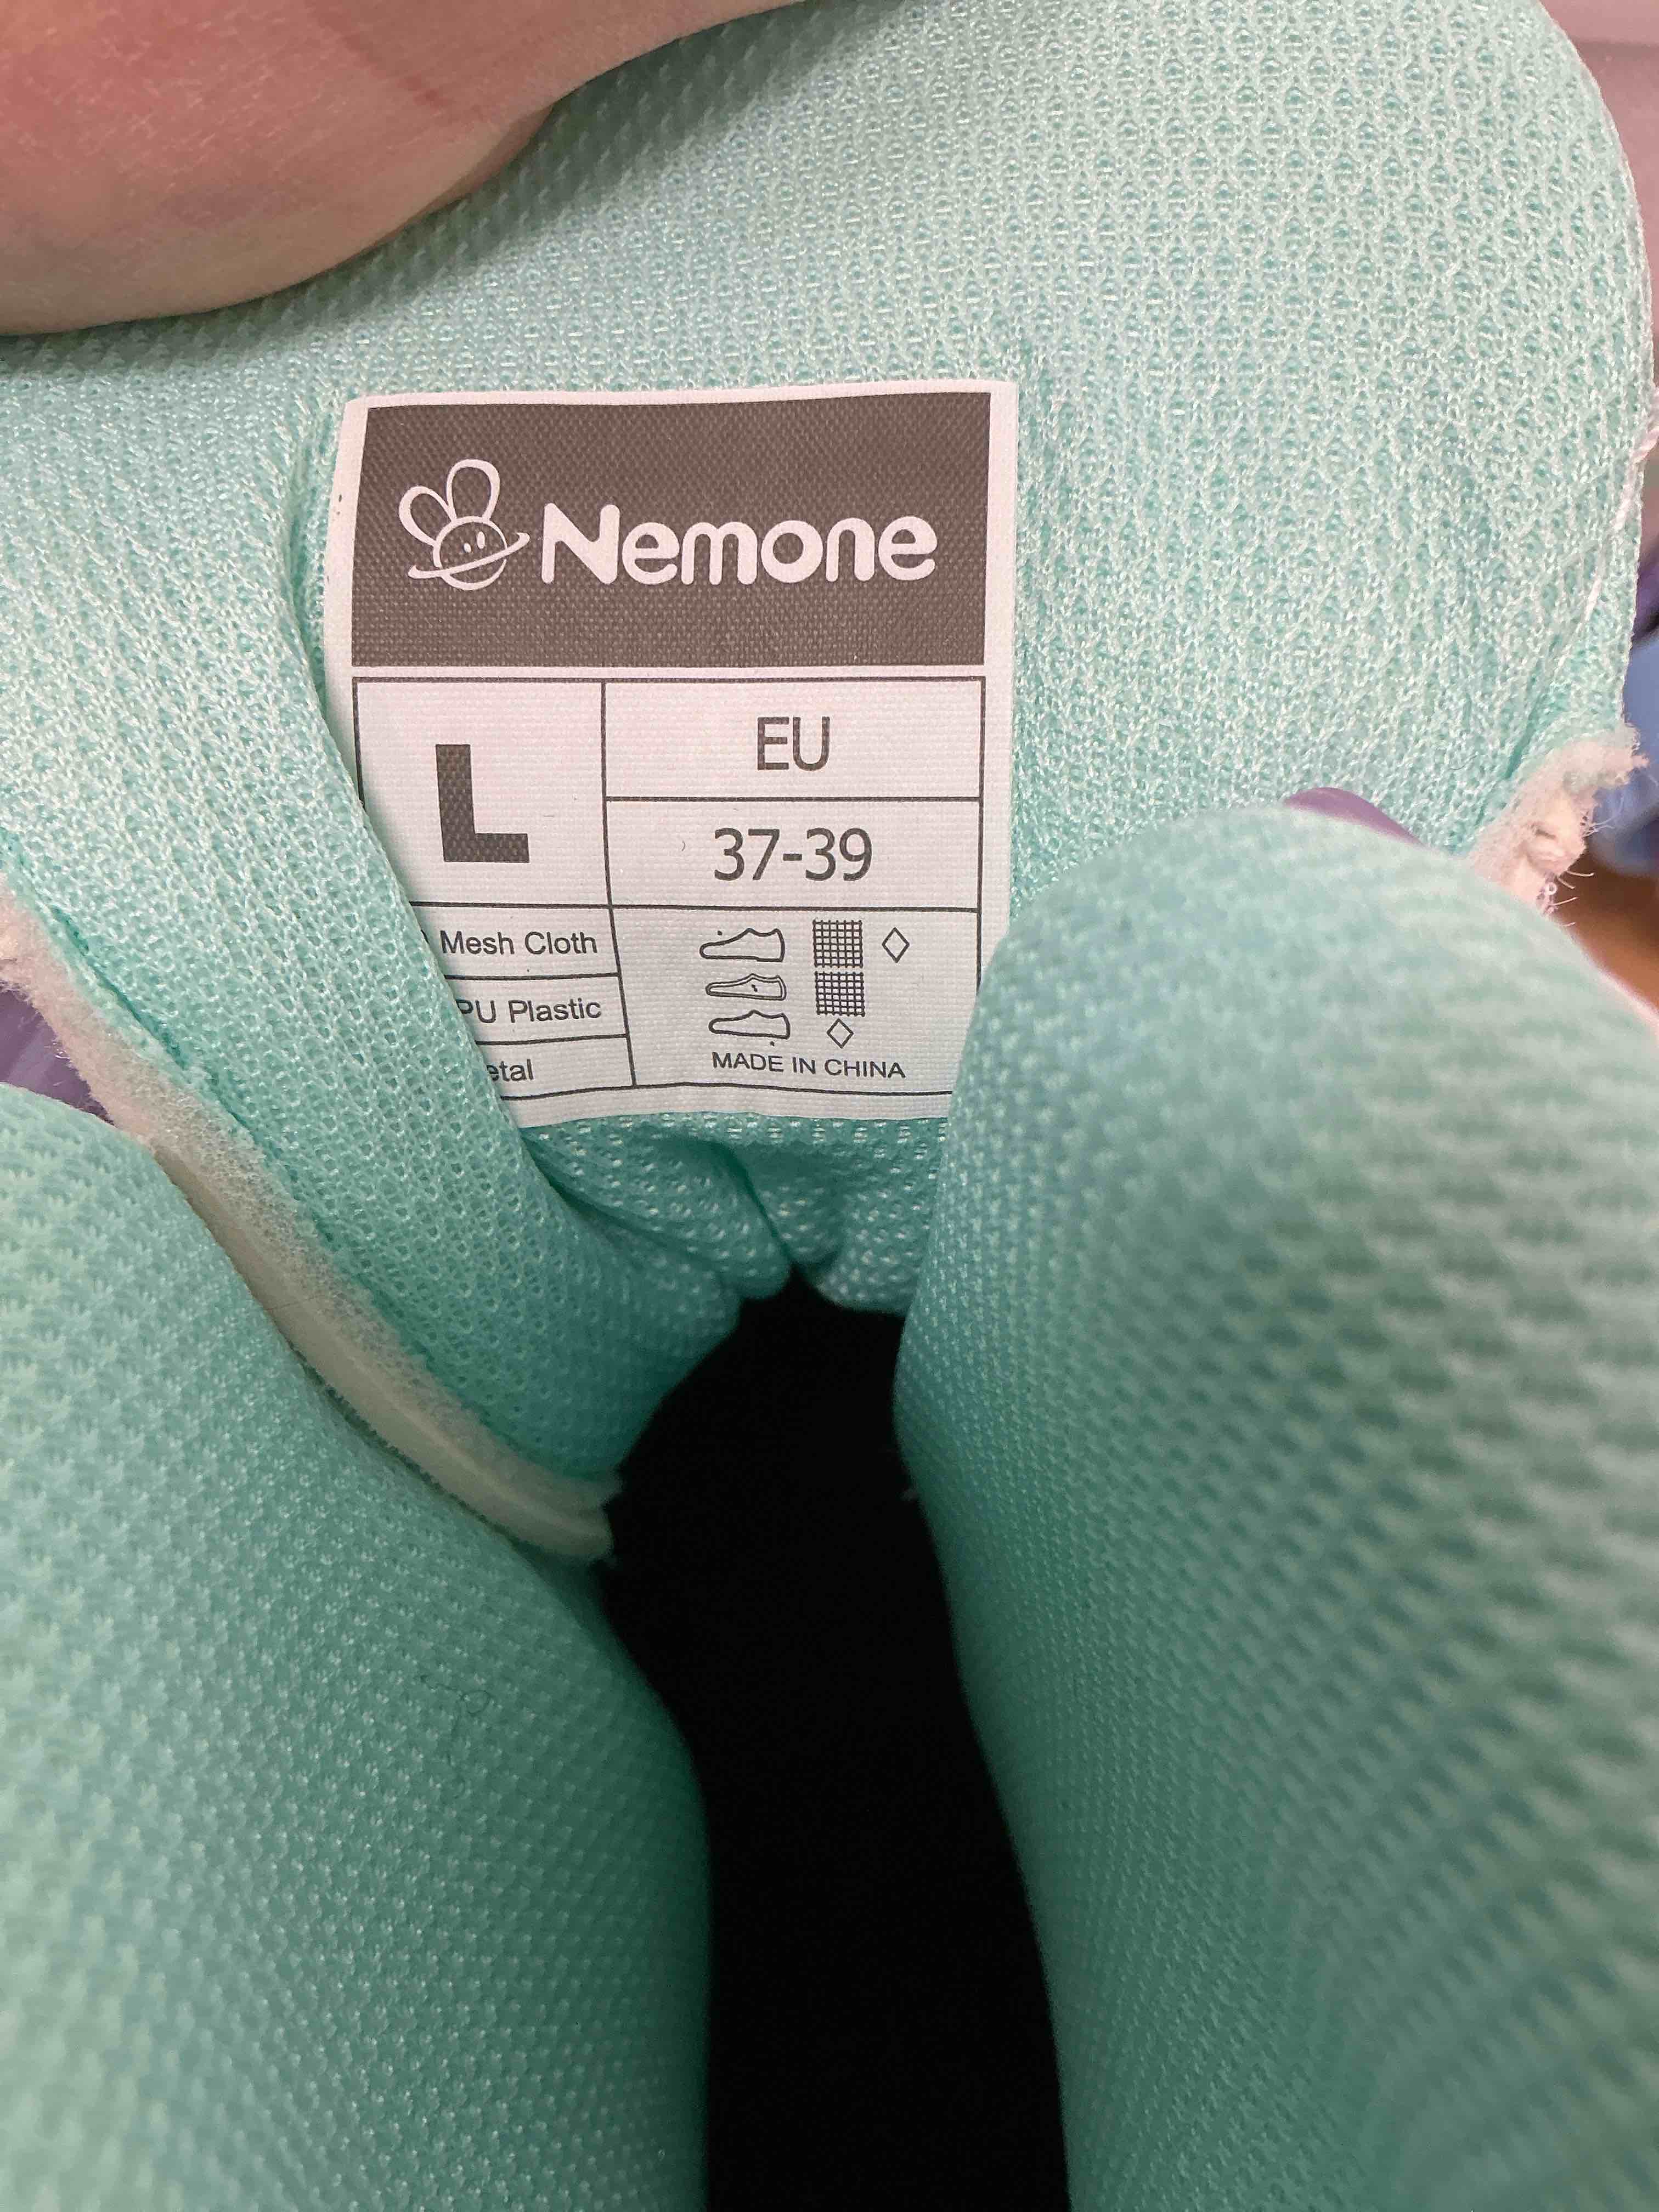 Nemone
L
EU
37-39
Mesh Cloth
PU Plastic
MADE IN CHINA